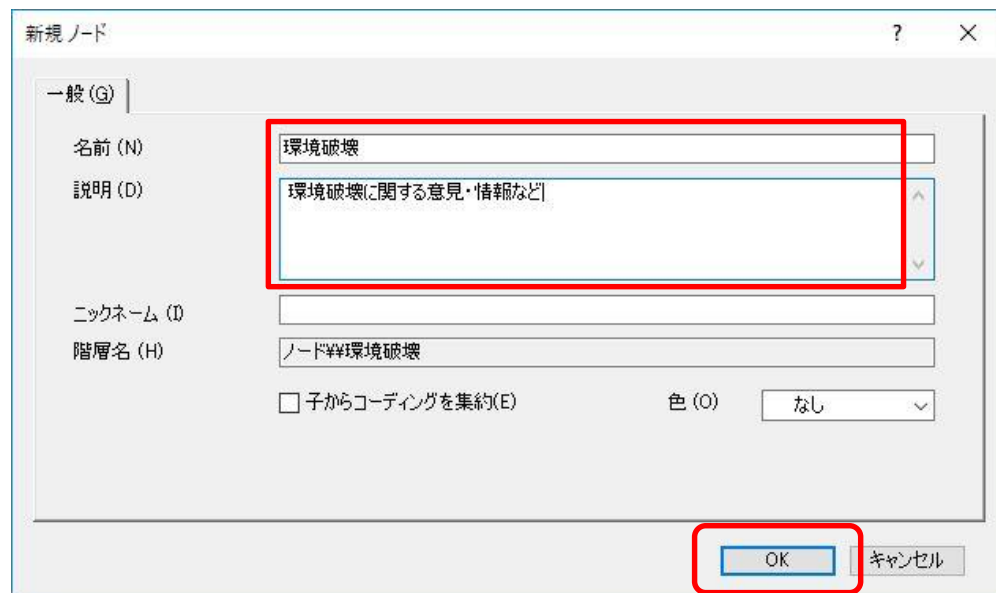 新規ノード ?
一般(G)
名前(N) 環境破壊
説明(D) 環境破壊に関する意見・情報など
ニックネーム(I)
階層名(H) ノード¥¥環境破壊
子からコーディングを集約(E) 色(O) なし
OK キャンセル